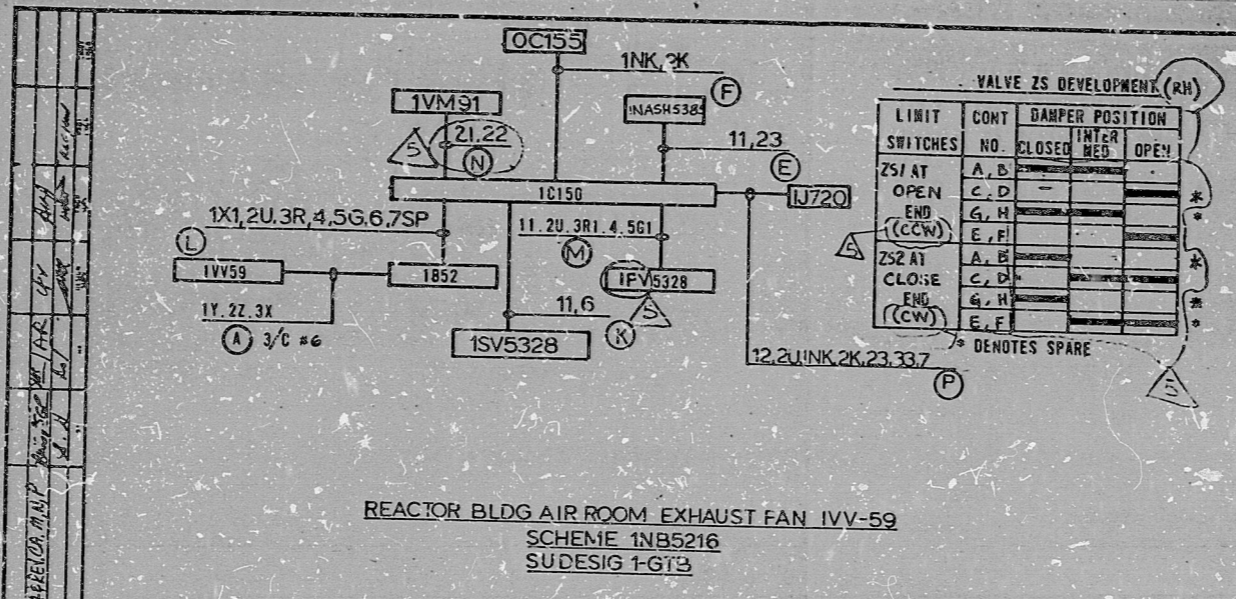 OC155
1NK,2K
F
1VM91
1NASH5385
5
21,22
N
11,23
E
1C150
1J720
1X1,2U.3R,4,5G,6,7SP
L
11.2U.3R1.4.5G1
M
1VV59
1B52
1FV5328
5
1Y.2Z.3X
A 3/C #6
11,6
K
1SV5328
12,2U,1NK,2K,23,33,7
P
VALVE ZS DEVELOPMENT (RH)
LIMIT SWITCHES
CONT NO.
DAMPER POSITION
CLOSED
INTER MED
OPEN
ZS1 AT OPEN END (CCW)
A, B
C, D
*
G, H
*
E, F
5
ZS2 AT CLOSE END (CW)
A, B
*
C, D
G, H
*
E, F
*
* DENOTES SPARE
REACTOR BLDG AIR ROOM EXHAUST FAN 1VV-59
SCHEME 1NB5216
SUDESIG 1-GTB